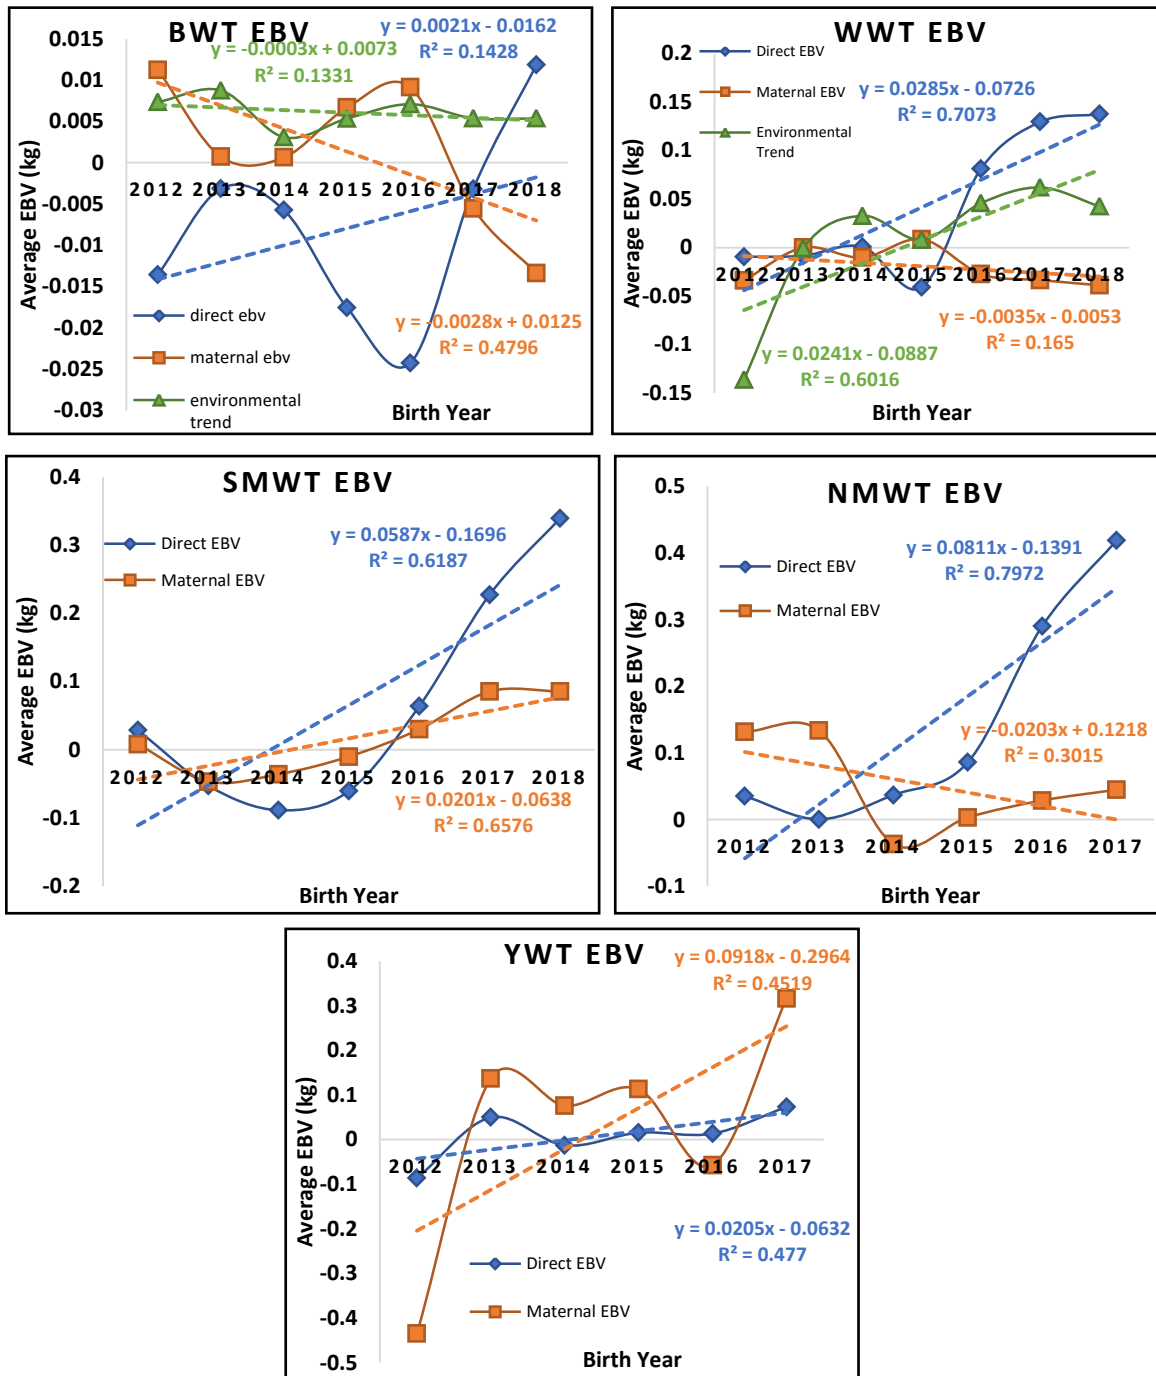 BWT EBV
y = 0.0021x - 0.0162
R² = 0.1428
y = -0.0003x + 0.0073
R² = 0.1331
0.015
0.01
0.005
0
-0.005
-0.01
-0.015
-0.02
-0.025
-0.03
Average EBV (kg)
2012 2013 2014 2015 2016 2017 2018
y = -0.0028x + 0.0125
R² = 0.4796
direct ebv
maternal ebv
environmental
trend
Birth Year
WWT EBV
0.2
0.15
0.1
0.05
0
-0.05
-0.1
-0.15
Average EBV (kg)
Direct EBV
Maternal EBV
Environmental
Trend
y = 0.0285x - 0.0726
R² = 0.7073
2012 2013 2014 2015 2016 2017 2018
y = -0.0035x - 0.0053
R² = 0.165
y = 0.0241x - 0.0887
R² = 0.6016
Birth Year
SMWT EBV
0.4
0.3
0.2
0.1
0
-0.1
-0.2
Average EBV (kg)
Direct EBV
Maternal EBV
y = 0.0587x - 0.1696
R² = 0.6187
2012 2013 2014 2015 2016 2017 2018
y = 0.0201x - 0.0638
R² = 0.6576
Birth Year
NMWT EBV
0.5
0.4
0.3
0.2
0.1
0
-0.1
Average EBV (kg)
Direct EBV
Maternal EBV
y = 0.0811x - 0.1391
R² = 0.7972
y = -0.0203x + 0.1218
R² = 0.3015
2012 2013 2014 2015 2016 2017
Birth Year
YWT EBV
y = 0.0918x - 0.2964
R² = 0.4519
0.4
0.3
0.2
0.1
0
-0.1
-0.2
-0.3
-0.4
-0.5
Average EBV (kg)
2012 2013 2014 2015 2016 2017
y = 0.0205x - 0.0632
R² = 0.477
Direct EBV
Maternal EBV
Birth Year